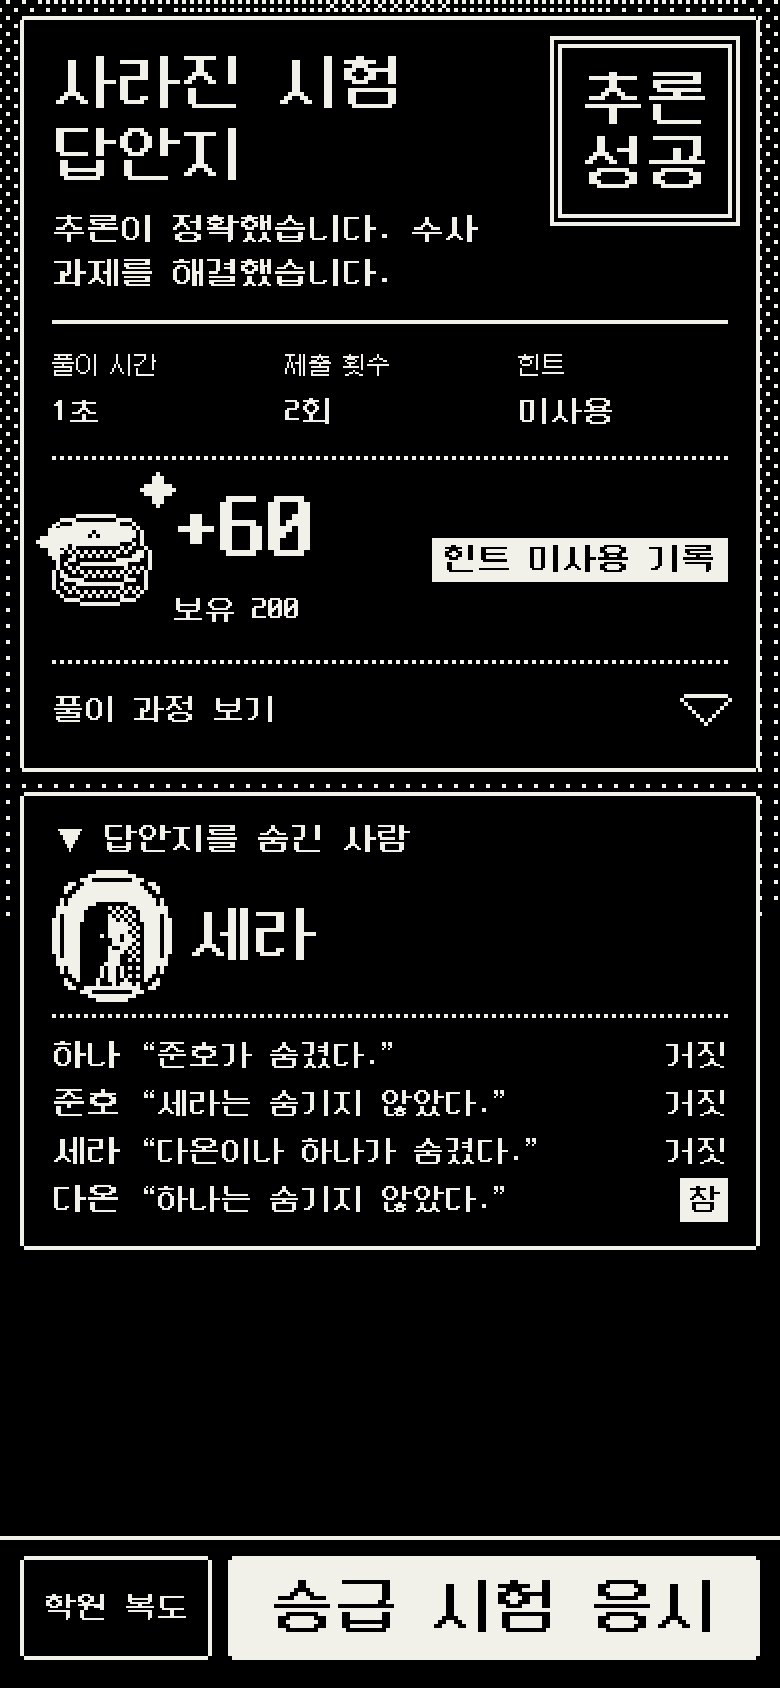 사라진 시험
답안지
추론
성공
추론이 정확했습니다. 수사
과제를 해결했습니다.
풀이 시간 제출 횟수 힌트
1초 2회 미사용
+60
힌트 미사용 기록
보유 200
풀이 과정 보기
▼ 답안지를 숨긴 사람
세라
하나 “준호가 숨겼다.” 거짓
준호 “세라는 숨기지 않았다.” 거짓
세라 “다온이나 하나가 숨겼다.” 거짓
다온 “하나는 숨기지 않았다.” 참
학원 복도 승급 시험 응시